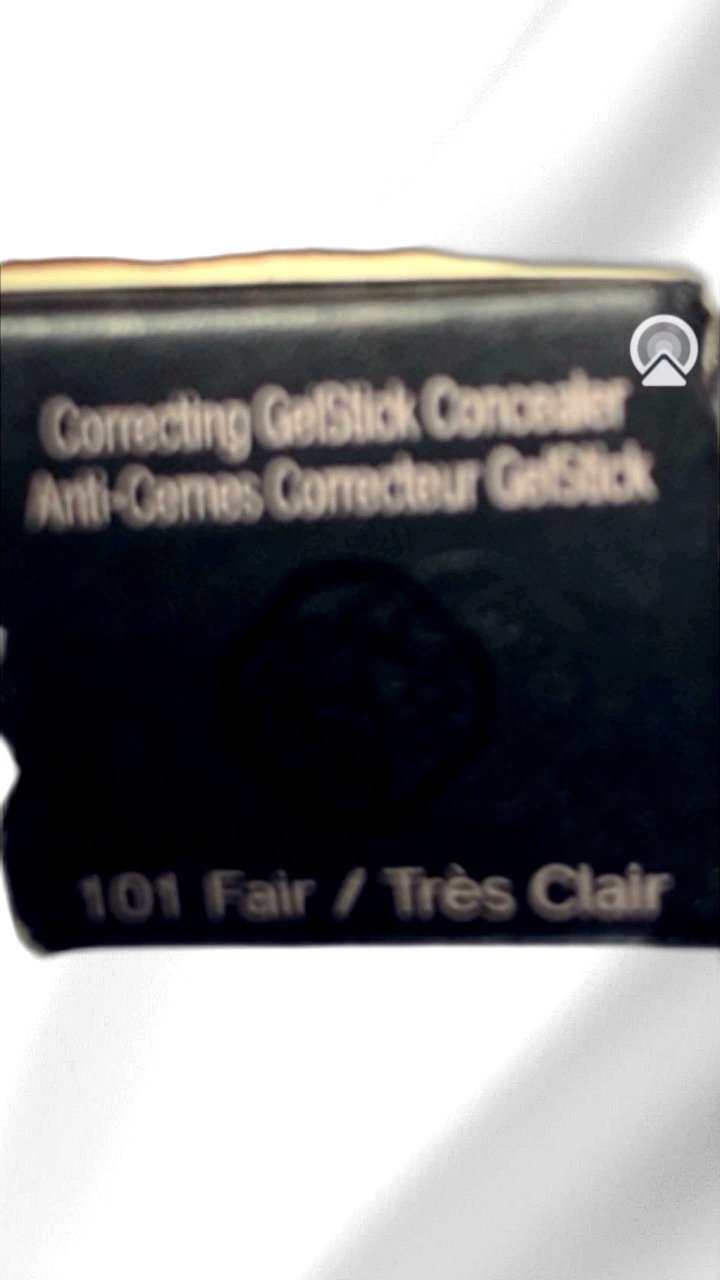 Correcting GelStick Concealer
Anti-Cernes Correcteur GelStick
101 Fair / Très Clair